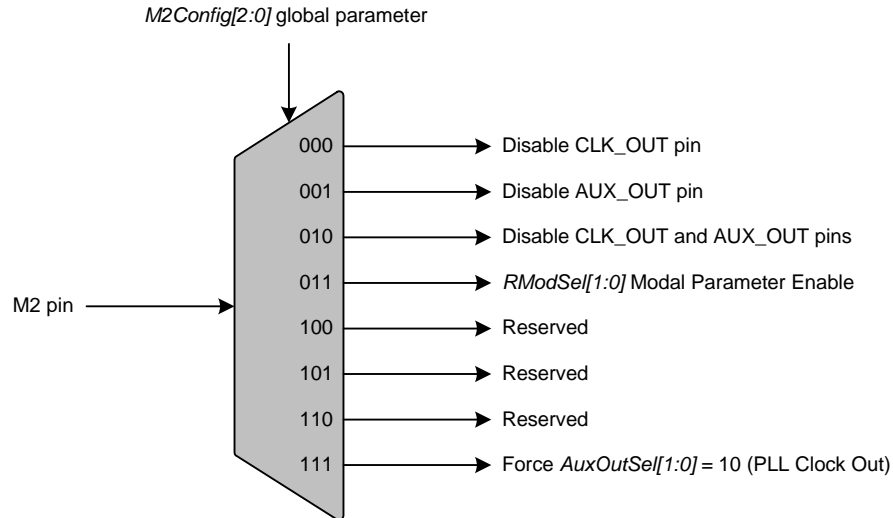 M2Config[2:0] global parameter
000 Disable CLK_OUT pin
001 Disable AUX_OUT pin
010 Disable CLK_OUT and AUX_OUT pins
011 RModSel[1:0] Modal Parameter Enable
M2 pin
100 Reserved
101 Reserved
110 Reserved
111 Force AuxOutSel[1:0] = 10 (PLL Clock Out)